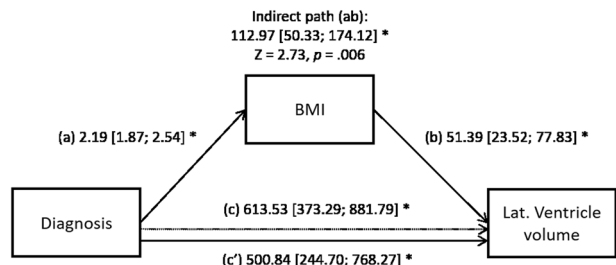 Indirect path (ab):
112.97 [50.33; 174.12] *
Z = 2.73, p = .006
BMI
(a) 2.19 [1.87; 2.54] *
(b) 51.39 [23.52; 77.83] *
Diagnosis
(c) 613.53 [373.29; 881.79] *
Lat. Ventricle
volume
(c') 500.84 [244.70; 768.27] *